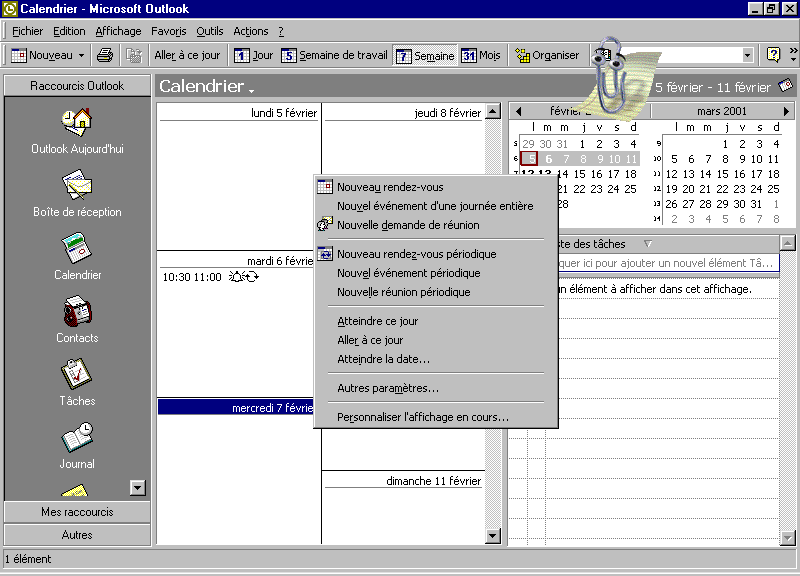 Calendrier - Microsoft Outlook
Fichier Edition Affichage Favoris Outils Actions ?
Nouveau Aller à ce jour 1 Jour 5 Semaine de travail 7 Semaine 31 Mois Organiser
Raccourcis Outlook
Outlook Aujourd'hui
Boîte de réception
Calendrier
Contacts
Tâches
Journal
Mes raccourcis
Autres
Calendrier
5 février - 11 février
lundi 5 février
jeudi 8 février
mardi 6 févrie
10:30 11:00
mercredi 7 févrie
dimanche 11 février
Nouveau rendez-vous
Nouvel événement d'une journée entière
Nouvelle demande de réunion
Nouveau rendez-vous périodique
Nouvel événement périodique
Nouvelle réunion périodique
Atteindre ce jour
Aller à ce jour
Atteindre la date...
Autres paramètres...
Personnaliser l'affichage en cours...
février 2
l m m j v s d
5 29 30 31 1 2 3 4
6 5 6 7 8 9 10 11
15 16 17 18
22 23 24 25
28
mars 2001
l m m j v s d
9 1 2 3 4
10 5 6 7 8 9 10 11
11 12 13 14 15 16 17 18
12 19 20 21 22 23 24 25
13 26 27 28 29 30 31 1
14 2 3 4 5 6 7 8
ste des tâches
quer ici pour ajouter un nouvel élément Tâ...
un élément à afficher dans cet affichage.
1 élément